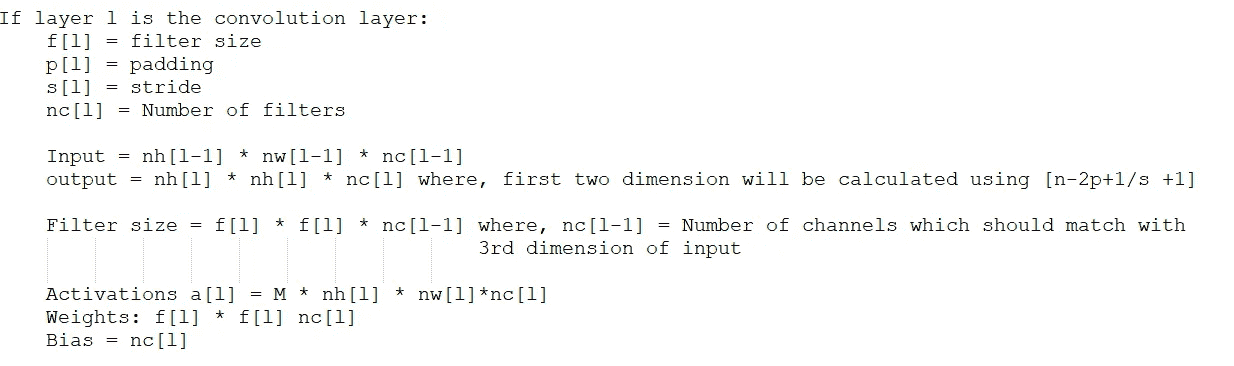 If layer l is the convolution layer:
f[l] = filter size
p[l] = padding
s[l] = stride
nc[l] = Number of filters
Input = nh[l-1] * nw[l-1] * nc[l-1]
output = nh[l] * nh[l] * nc[l] where, first two dimension will be calculated using [n-2p+1/s +1]
Filter size = f[l] * f[l] * nc[l-1] where, nc[l-1] = Number of channels which should match with
3rd dimension of input
Activations a[l] = M * nh[l] * nw[l]*nc[l]
Weights: f[l] * f[l] nc[l]
Bias = nc[l]